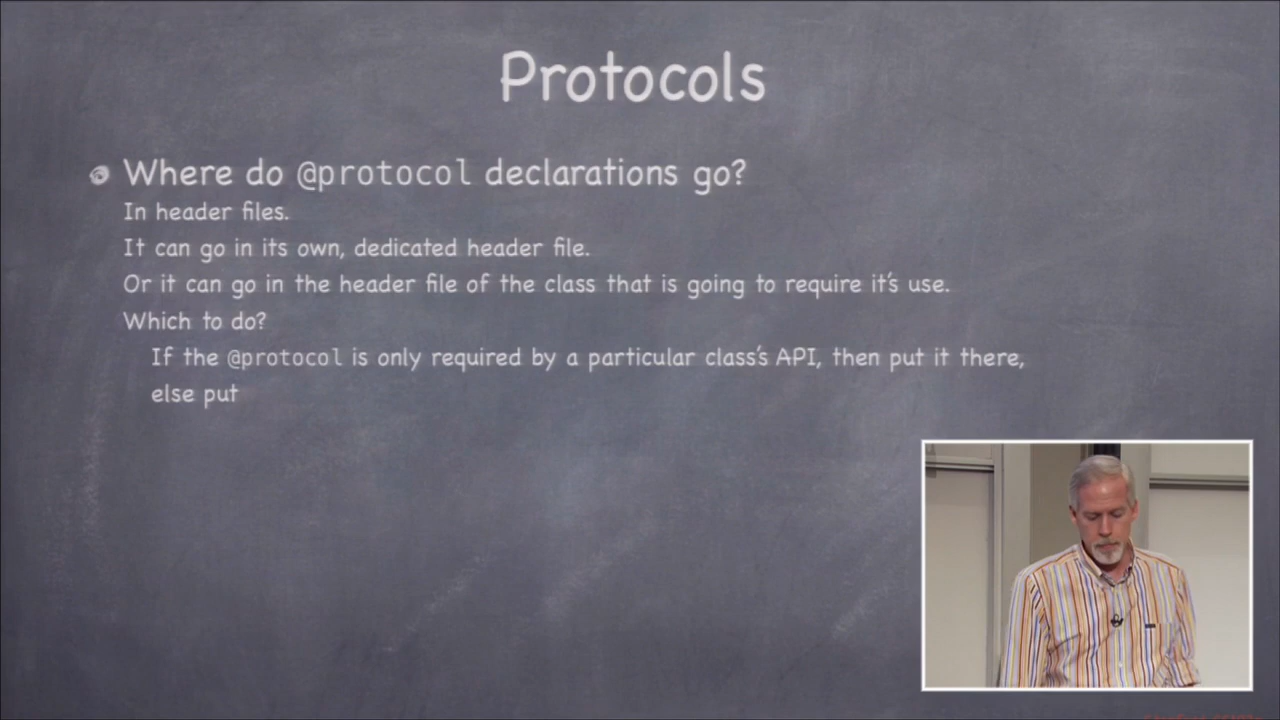 Protocols
Where do @protocol declarations go?
In header files.
It can go in its own, dedicated header file.
Or it can go in the header file of the class that is going to require it's use.
Which to do?
If the @protocol is only required by a particular class's API, then put it there,
else put